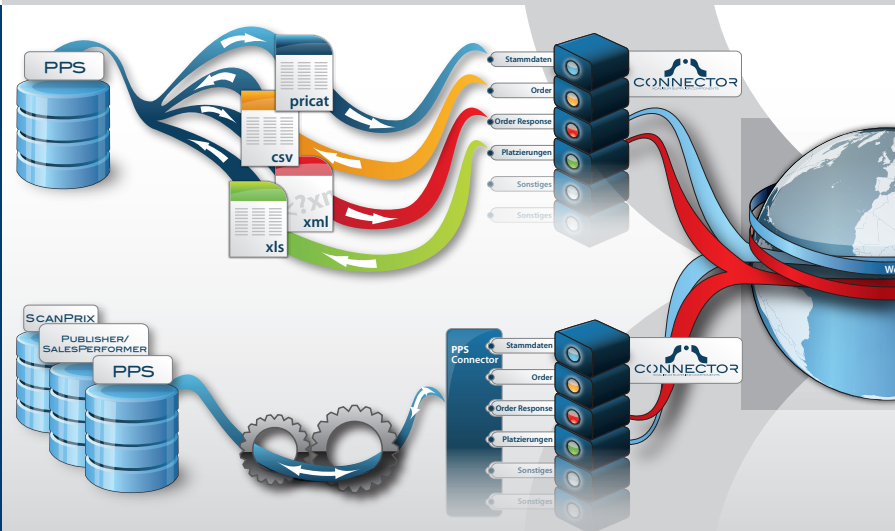 PPS
pricat
csv
xml
xls
Stammdaten
Order
Order Response
Platzierungen
Sonstiges
Sonstiges
CONNECTOR
SCANPRIX
PUBLISHER/
SALESPERFORMER
PPS
PPS
Connector
Stammdaten
Order
Order Response
Platzierungen
Sonstiges
Sonstiges
CONNECTOR